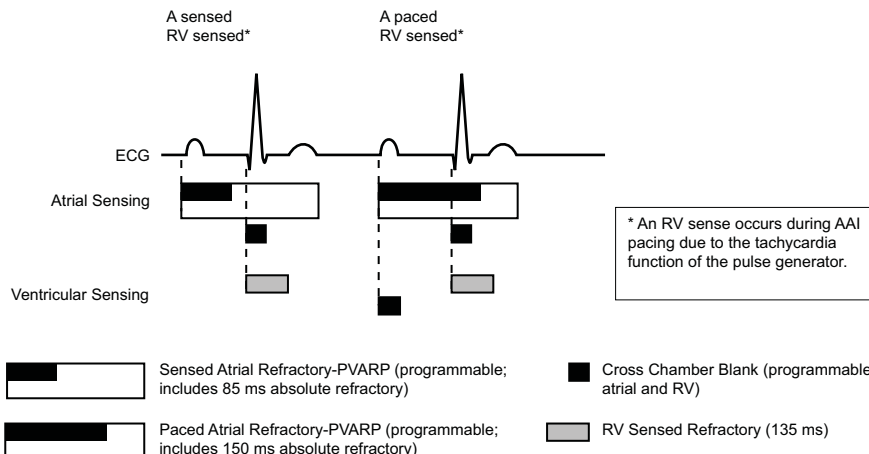 A sensed
RV sensed*
A paced
RV sensed*
ECG
Atrial Sensing
* An RV sense occurs during AAI
pacing due to the tachycardia
function of the pulse generator.
Ventricular Sensing
Sensed Atrial Refractory-PVARP (programmable;
includes 85 ms absolute refractory)
Cross Chamber Blank (programmable
atrial and RV)
Paced Atrial Refractory-PVARP (programmable;
includes 150 ms absolute refractory)
RV Sensed Refractory (135 ms)